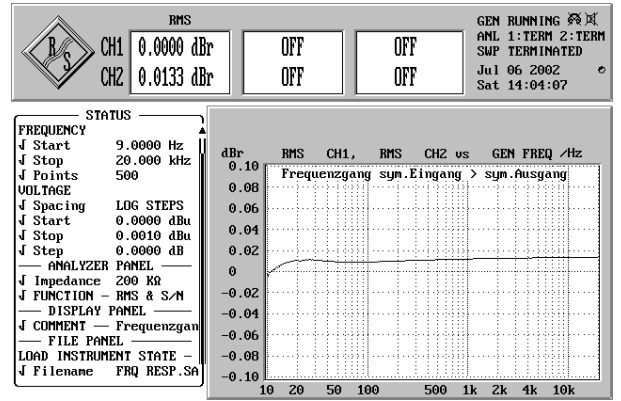 R & S
RMS
CH1 0.0000 dBr OFF OFF
CH2 0.0133 dBr OFF OFF
GEN RUNNING
ANL 1:TERM 2:TERM
SWP TERMINATED
Jul 06 2002
Sat 14:04:07
STATUS
FREQUENCY
Start 9.0000 Hz
Stop 20.000 kHz
Points 500
VOLTAGE
Spacing LOG STEPS
Start 0.0000 dBu
Stop 0.0010 dBu
Step 0.0000 dB
ANALYZER PANEL
Impedance 200 KΩ
FUNCTION - RMS & S/N
DISPLAY PANEL
COMMENT — Frequenzgan
FILE PANEL
LOAD INSTRUMENT STATE -
Filename FRQ RESP.SA
dBr RMS CH1, RMS CH2 vs GEN FREQ /Hz
Frequenzgang sym.Eingang > sym.Ausgang
0.10
0.08
0.06
0.04
0.02
0
-0.02
-0.04
-0.06
-0.08
-0.10
10 20 50 100 500 1k 2k 4k 10k